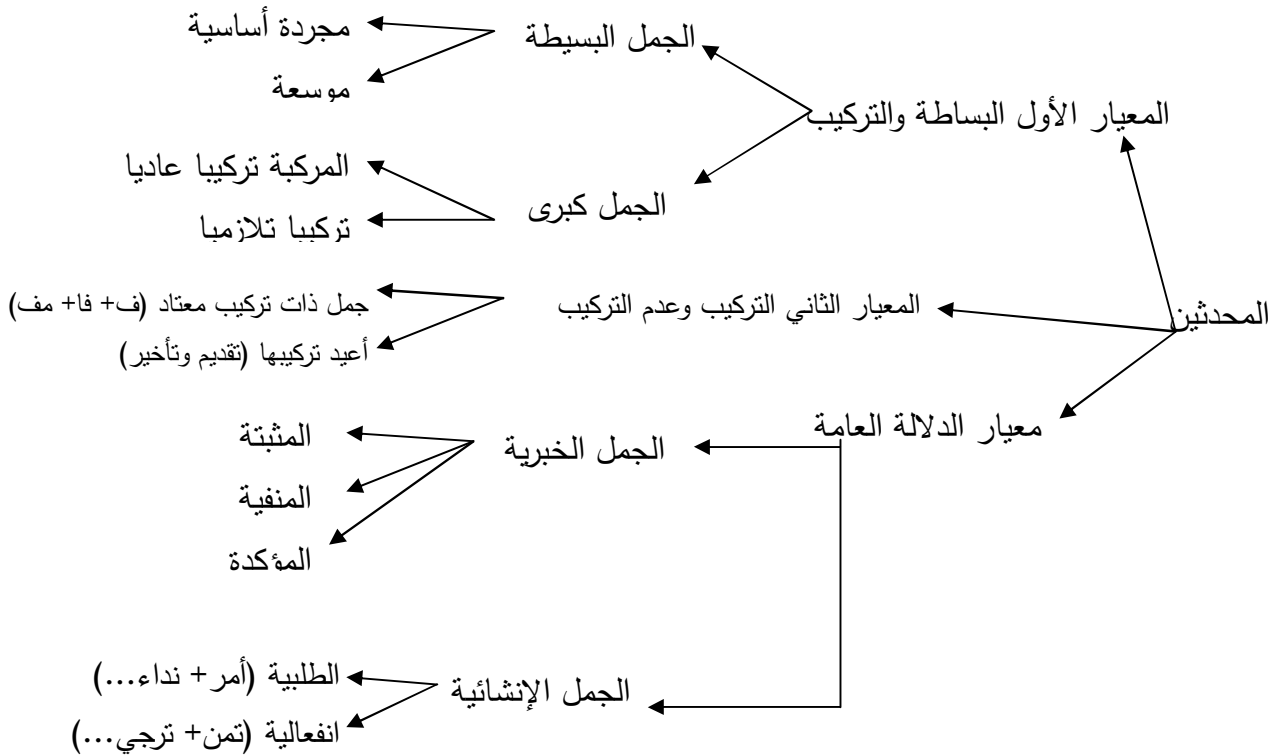 مجردة أساسية
الجمل البسيطة
موسعة
المعيار الأول البساطة والتركيب
المركبة تركيبا عاديا
الجمل كبرى
تركيبا تلازميا
المحدثين
المعيار الثاني التركيب وعدم التركيب
جمل ذات تركيب معتاد (ف+ فا+ مف)
أعيد تركيبها (تقديم وتأخير)
معيار الدلالة العامة
الجمل الخبرية
المثبتة
المنفية
المؤكدة
الجمل الإنشائية
الطلبية (أمر+ نداء...)
انفعالية (تمن+ ترجي...)